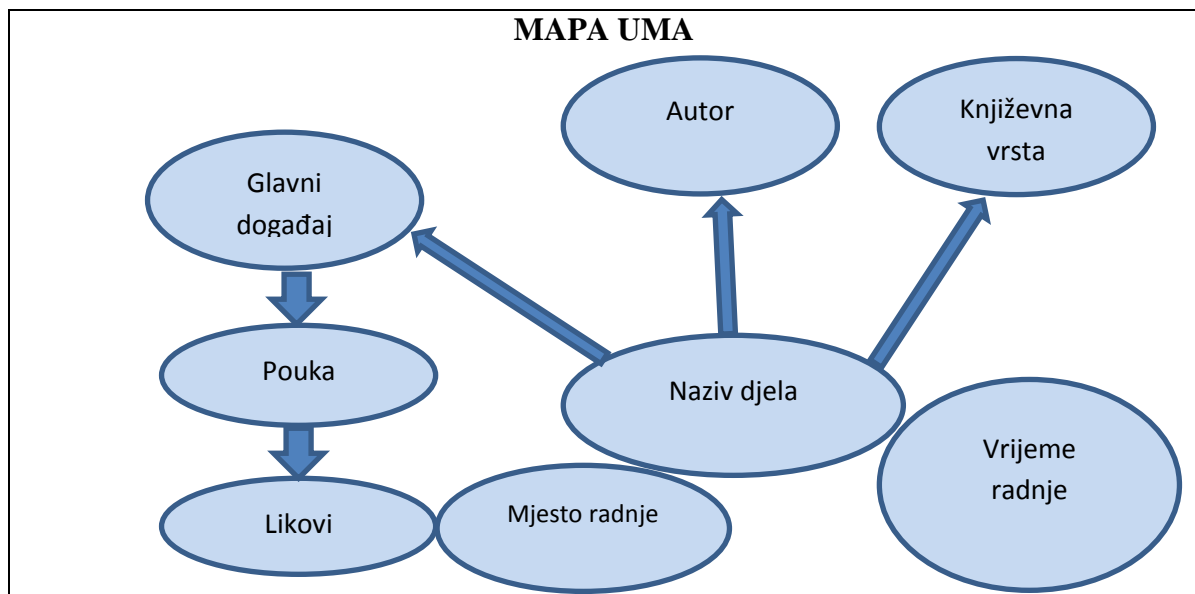 MAPA UMA
Autor
Književna
vrsta
Glavni
događaj
Pouka
Naziv djela
Vrijeme
radnje
Likovi
Mjesto radnje